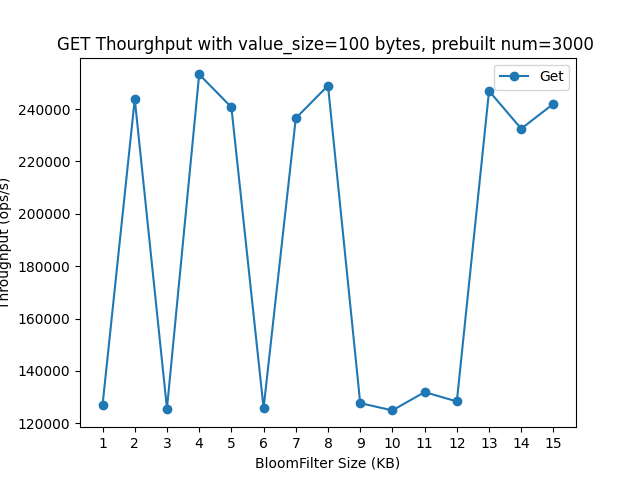 GET Thourghput with value_size=100 bytes, prebuilt num=3000
Get
240000
220000
200000
180000
160000
140000
120000
Throughput (ops/s)
1 2 3 4 5 6 7 8 9 10 11 12 13 14 15
BloomFilter Size (KB)